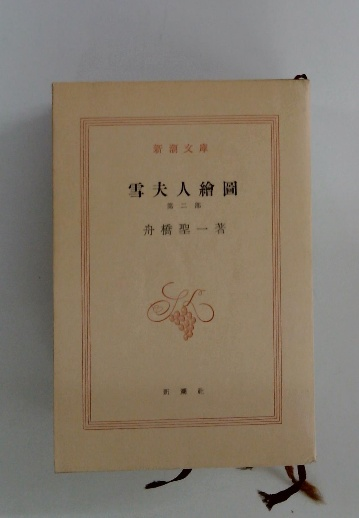 新潮文庫
雪夫人繪圖
第二部
舟橋聖一著
新潮社